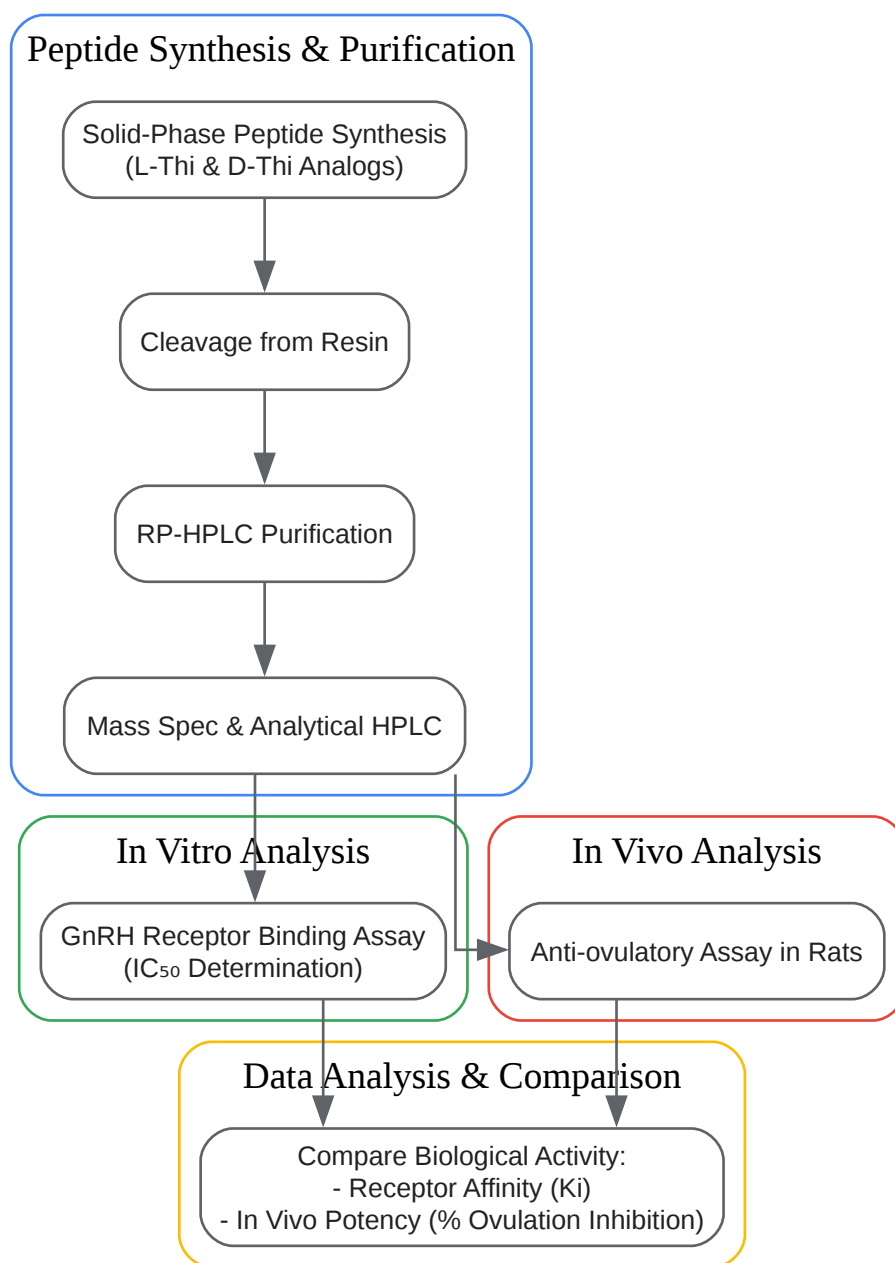 Peptide Synthesis & Purification
Solid-Phase Peptide Synthesis
(L-Thi & D-Thi Analogs)
Cleavage from Resin
RP-HPLC Purification
Mass Spec & Analytical HPLC
In Vitro Analysis
GnRH Receptor Binding Assay
(IC₅₀ Determination)
In Vivo Analysis
Anti-ovulatory Assay in Rats
Data Analysis & Comparison
Compare Biological Activity:
- Receptor Affinity (Ki)
- In Vivo Potency (% Ovulation Inhibition)